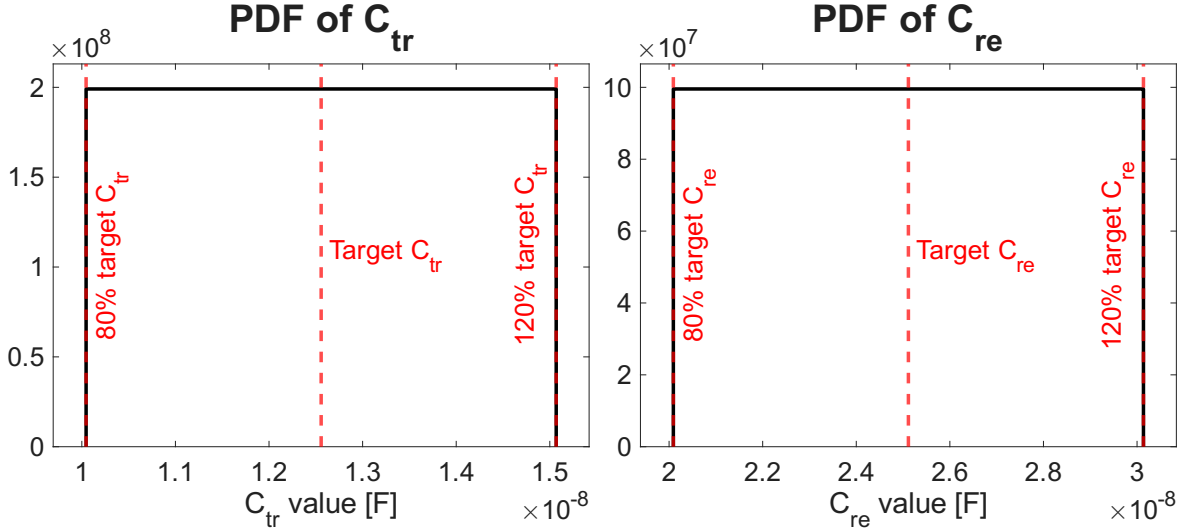 PDF of C_tr
×10^8
2
1.5
1
0.5
0
80% target C_tr
Target C_tr
120% target C_tr
1 1.1 1.2 1.3 1.4 1.5
C_tr value [F]
×10^-8
PDF of C_re
×10^7
10
8
6
4
2
0
80% target C_re
Target C_re
120% target C_re
2 2.2 2.4 2.6 2.8 3
C_re value [F]
×10^-8